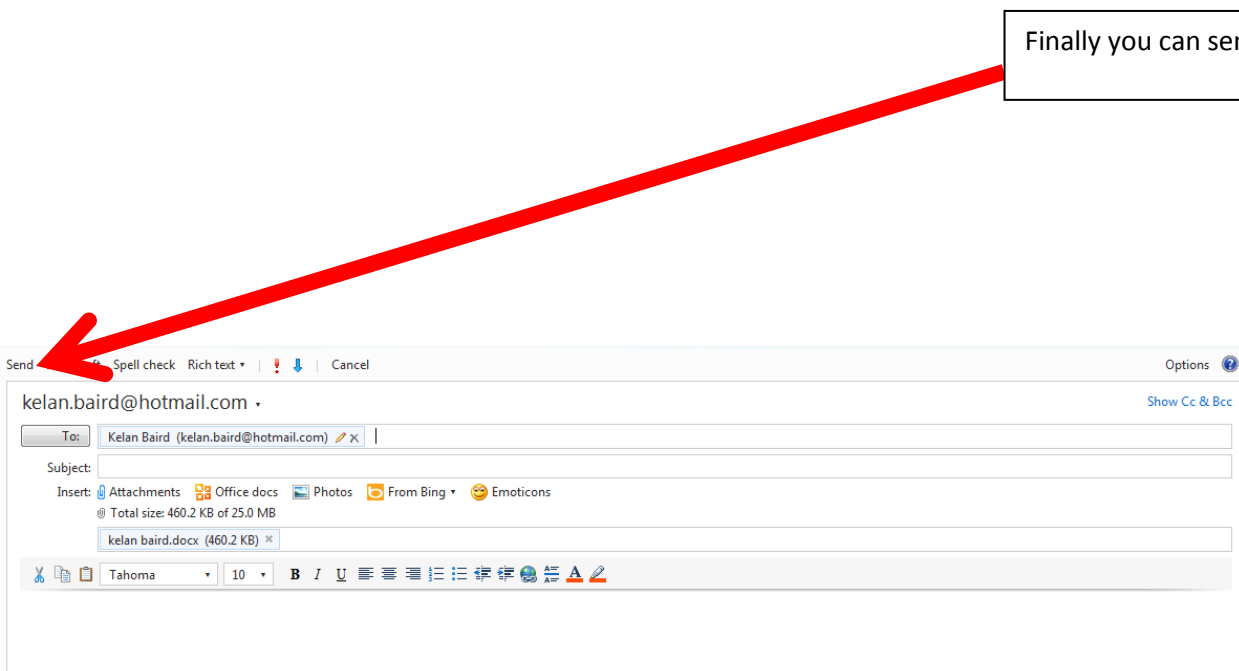 Finally you can
Send Spell check Rich text Cancel Options
kelan.baird@hotmail.com Show Cc & Bcc
To: Kelan Baird (kelan.baird@hotmail.com)
Subject:
Insert: Attachments Office docs Photos From Bing Emoticons
Total size: 460.2 KB of 25.0 MB
kelan baird.docx (460.2 KB)
Tahoma 10 B I U A